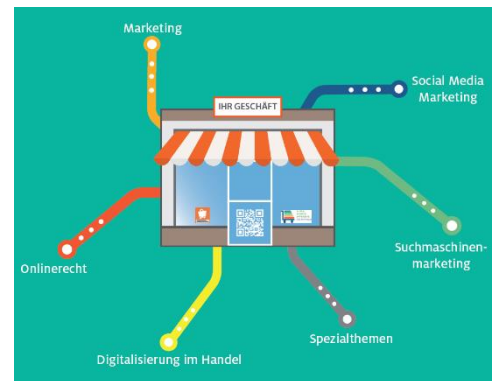 Marketing
Social Media
Marketing
IHR GESCHÄFT
Suchmaschinen-
marketing
Onlinerecht
Spezialthemen
Digitalisierung im Handel